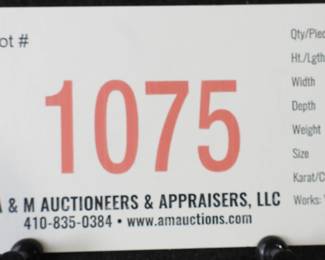 ot #
1075
A & M AUCTIONEERS & APPRAISERS, LLC
410-835-0384 • www.amauctions.com
Qty/Piec
Ht./Lgth
Width
Depth
Weight
Size
Karat/C
Works: